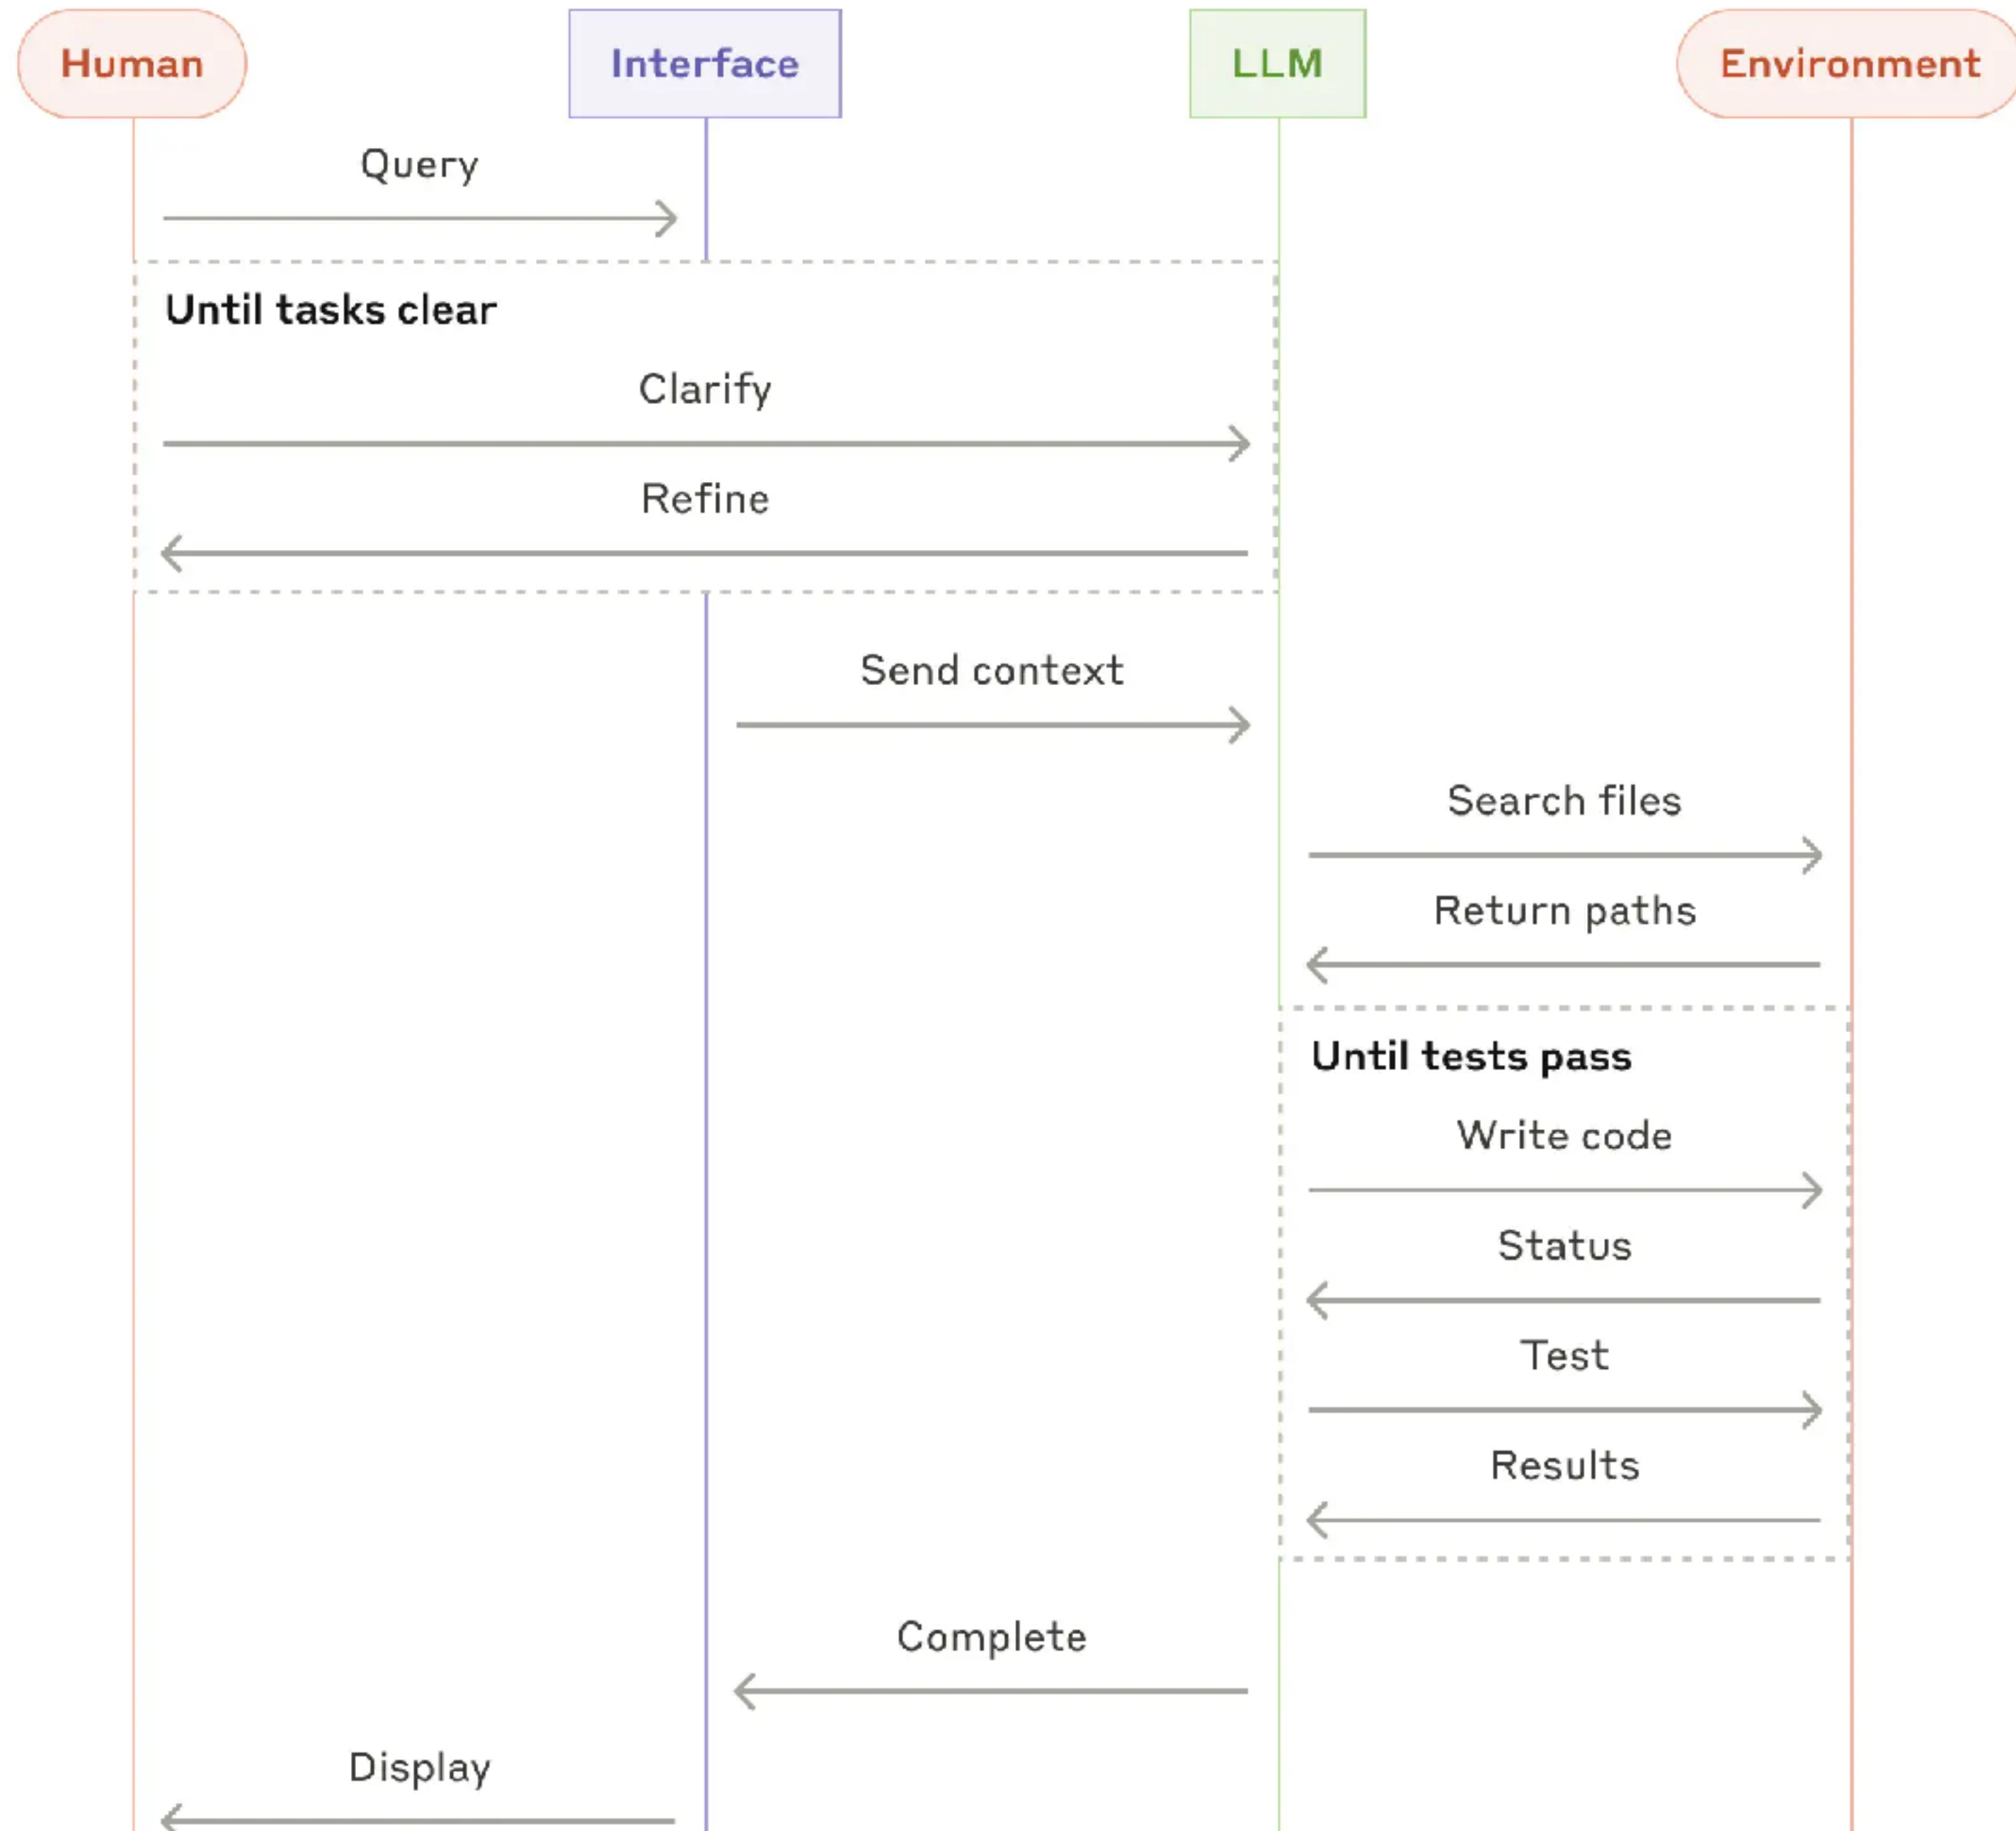 Human
Interface
LLM
Environment
Query
Until tasks clear
Clarify
Refine
Send context
Search files
Return paths
Until tests pass
Write code
Status
Test
Results
Complete
Display